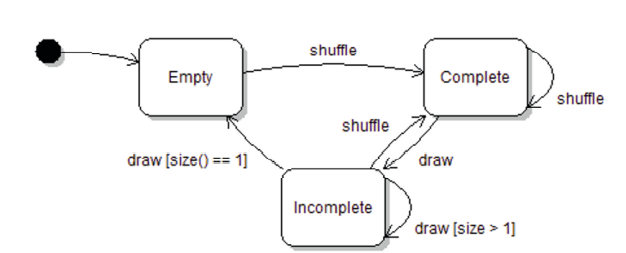 shuffle
Empty
Complete
shuffle
shuffle
draw [size() == 1]
draw
Incomplete
draw [size > 1]